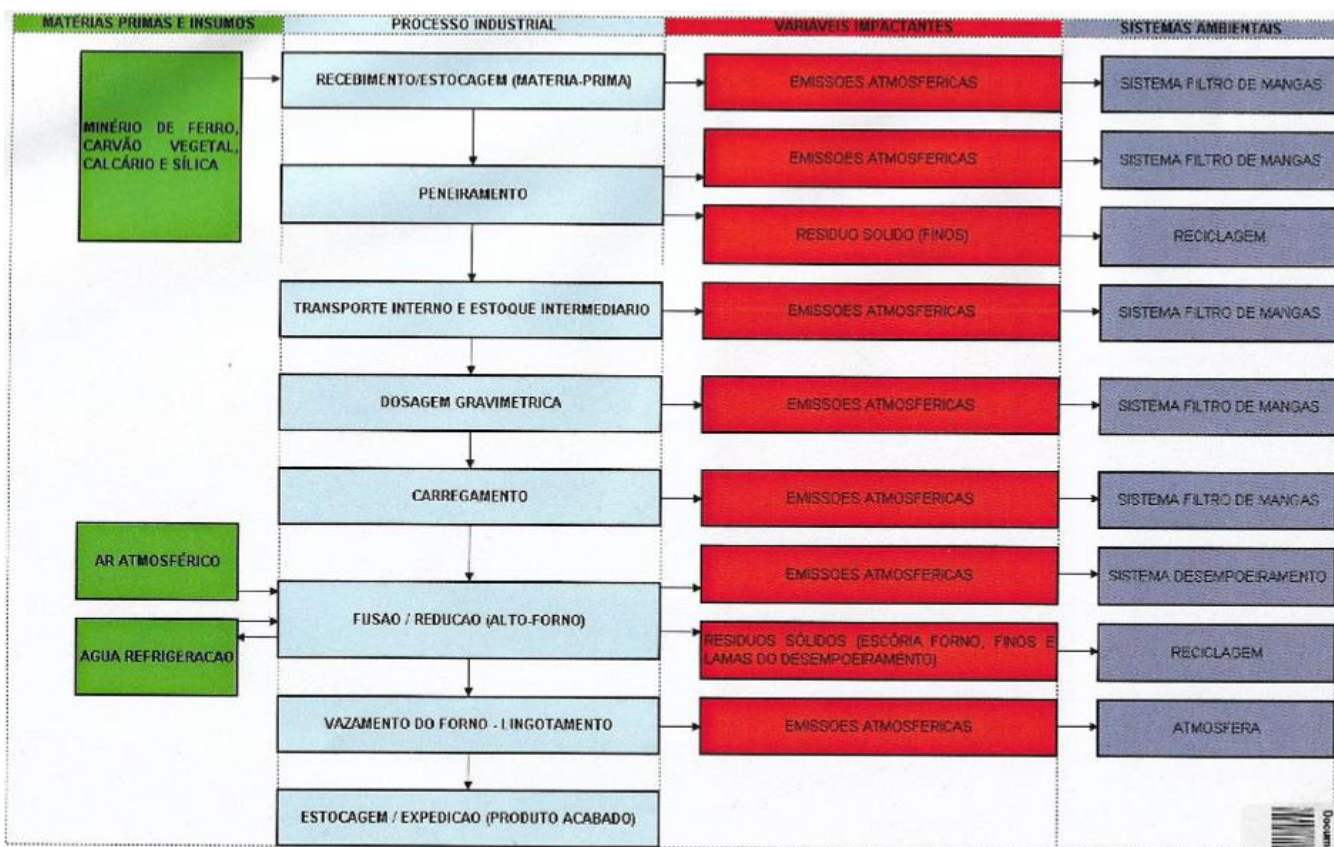 MATERIAS PRIMAS E INSUMOS
PROCESSO INDUSTRIAL
VARIAVEIS IMPACTANTES
SISTEMAS AMBIENTAIS
MINÉRIO DE FERRO,
CARVÃO VEGETAL,
CALCÁRIO E SÍLICA
RECEBIMENTO/ESTOCAGEM (MATERIA-PRIMA)
EMISSOES ATMOSFERICAS
SISTEMA FILTRO DE MANGAS
PENEIRAMENTO
EMISSOES ATMOSFERICAS
SISTEMA FILTRO DE MANGAS
RESIDUO SOLIDO (FINOS)
RECICLAGEM
TRANSPORTE INTERNO E ESTOQUE INTERMEDIARIO
EMISSOES ATMOSFERICAS
SISTEMA FILTRO DE MANGAS
DOSAGEM GRAVIMETRICA
EMISSOES ATMOSFERICAS
SISTEMA FILTRO DE MANGAS
CARREGAMENTO
EMISSOES ATMOSFERICAS
SISTEMA FILTRO DE MANGAS
AR ATMOSFÉRICO
EMISSOES ATMOSFERICAS
SISTEMA DESEMPOEIRAMENTO
FUSAO / REDUCAO (ALTO-FORNO)
AGUA REFRIGERACAO
RESIDUOS SÓLIDOS (ESCÓRIA FORNO, FINOS E
LAMAS DO DESEMPOEIRAMENTO)
RECICLAGEM
VAZAMENTO DO FORNO - LINGOTAMENTO
EMISSOES ATMOSFERICAS
ATMOSFERA
ESTOCAGEM / EXPEDICAO (PRODUTO ACABADO)
Docum